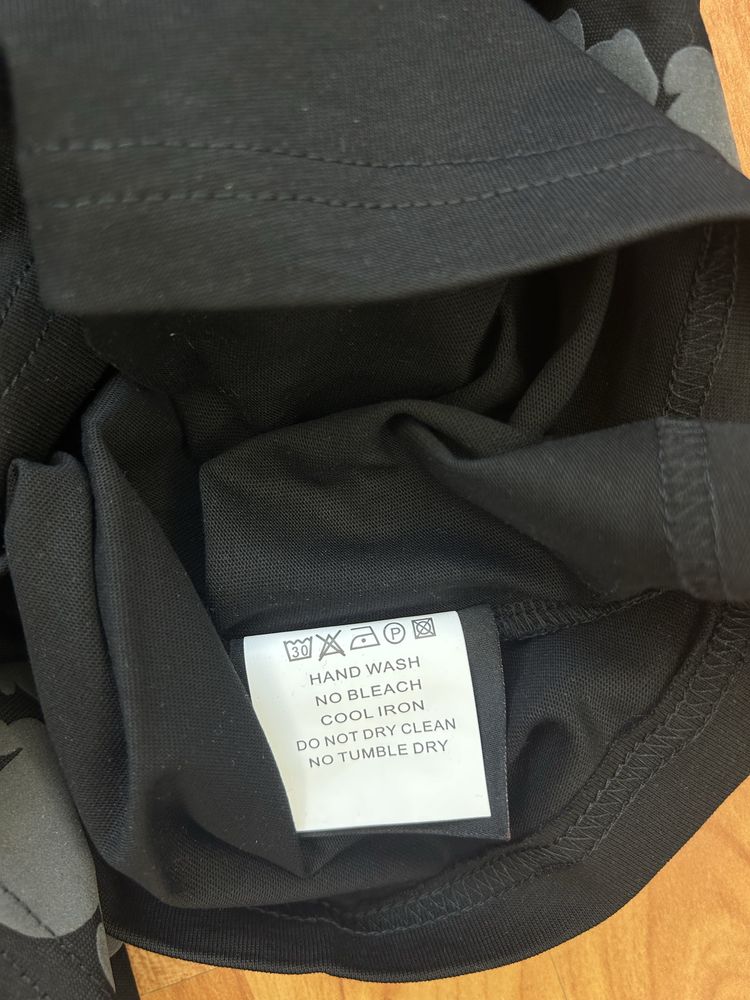 30 P
HAND WASH
NO BLEACH
COOL IRON
DO NOT DRY CLEAN
NO TUMBLE DRY